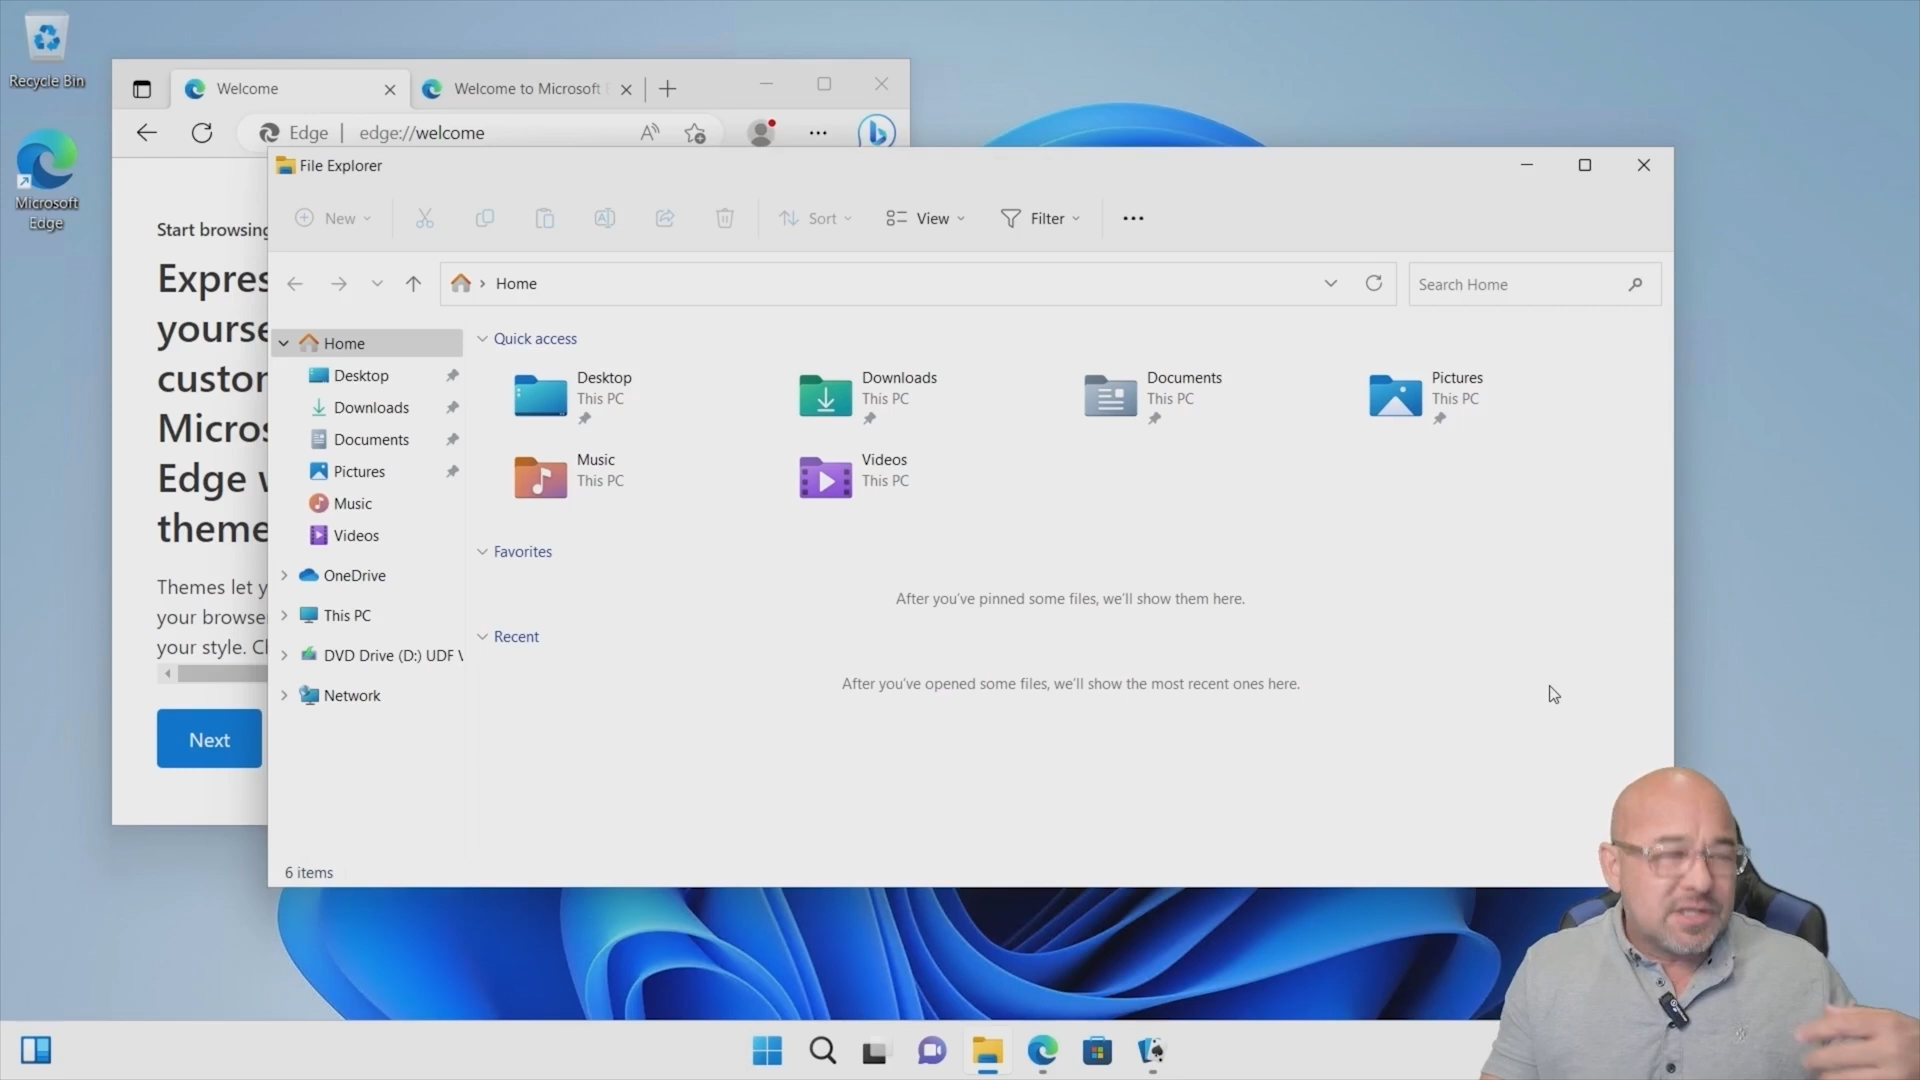 Recycle Bin
Microsoft
Edge
Welcome
Welcome to Microsoft
Edge
edge://welcome
Start browsing
Expres
yourse
custor
Micros
Edge w
theme
Themes let y
your browse
your style. Cl
Next
File Explorer
New
Sort
View
Filter
Home
Search Home
Home
Desktop
Downloads
Documents
Pictures
Music
Videos
OneDrive
This PC
DVD Drive (D:) UDF V
Network
Quick access
Desktop
This PC
Downloads
This PC
Documents
This PC
Pictures
This PC
Music
This PC
Videos
This PC
Favorites
After you've pinned some files, we'll show them here.
Recent
After you've opened some files, we'll show the most recent ones here.
6 items